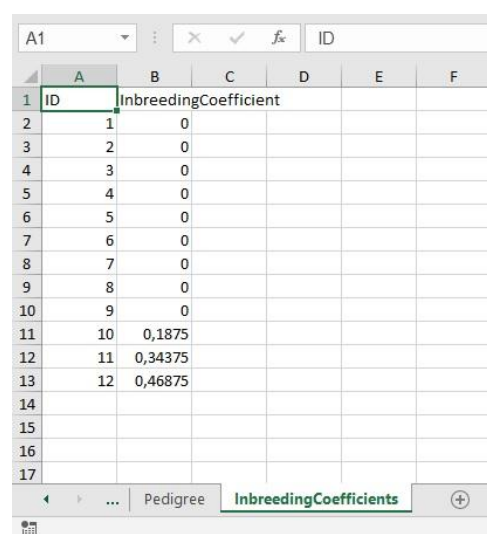 A1 fx ID
A B C D E F
1 ID InbreedingCoefficient
2 1 0
3 2 0
4 3 0
5 4 0
6 5 0
7 6 0
8 7 0
9 8 0
10 9 0
11 10 0,1875
12 11 0,34375
13 12 0,46875
14
15
16
17
... Pedigree InbreedingCoefficients